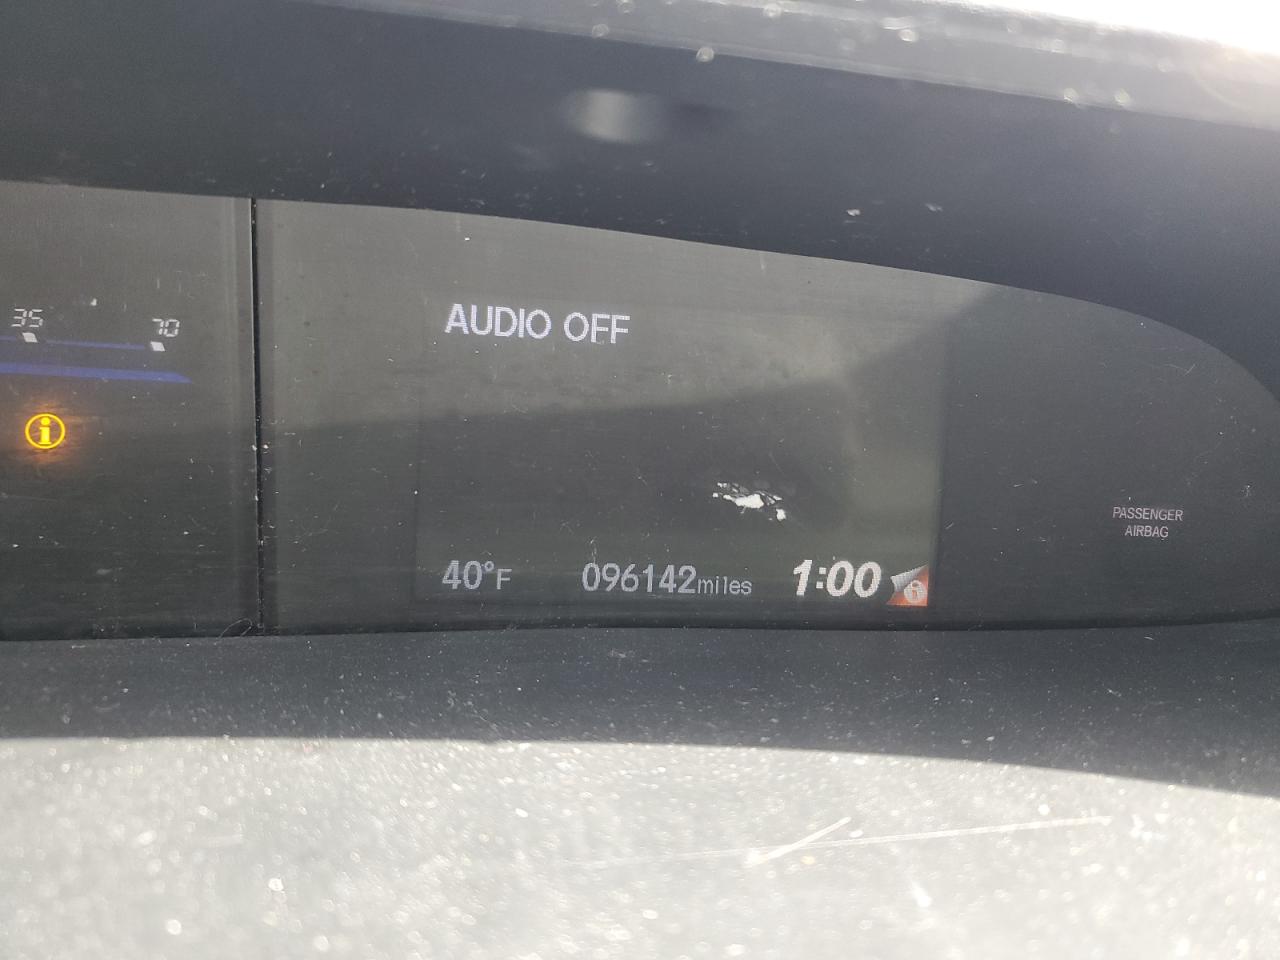 35 70
i
AUDIO OFF
PASSENGER
AIRBAG
40°F 096142miles 1:00 i